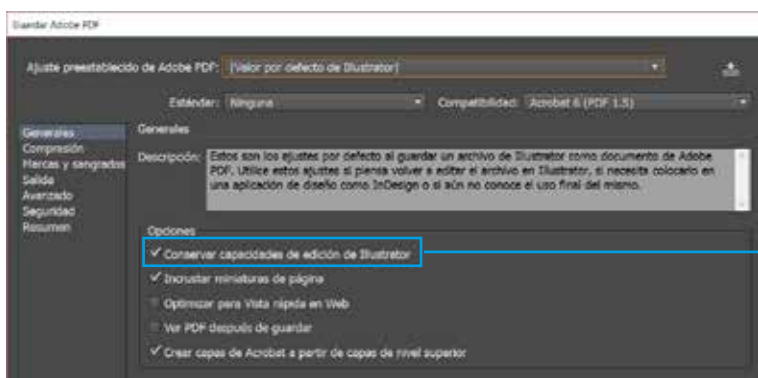 Guardar Adobe PDF
Ajuste preestablecido de Adobe PDF: [Valor por defecto de Illustrator]
Estándar: Ninguna Compatibilidad: Acrobat 6 (PDF 1.5)
Generales
Compresión
Marcas y sangrados
Salida
Avanzado
Seguridad
Resumen
Generales
Descripción: Estos son los ajustes por defecto al guardar un archivo de Illustrator como documento de Adobe
PDF. Utilice estos ajustes si piensa volver a editar el archivo en Illustrator, si necesita colocarlo en
una aplicación de diseño como InDesign o si aún no conoce el uso final del mismo.
Opciones
Conservar capacidades de edición de Illustrator
Incrustar miniaturas de página
Optimizar para Vista rápida en Web
Ver PDF después de guardar
Crear capas de Acrobat a partir de capas de nivel superior